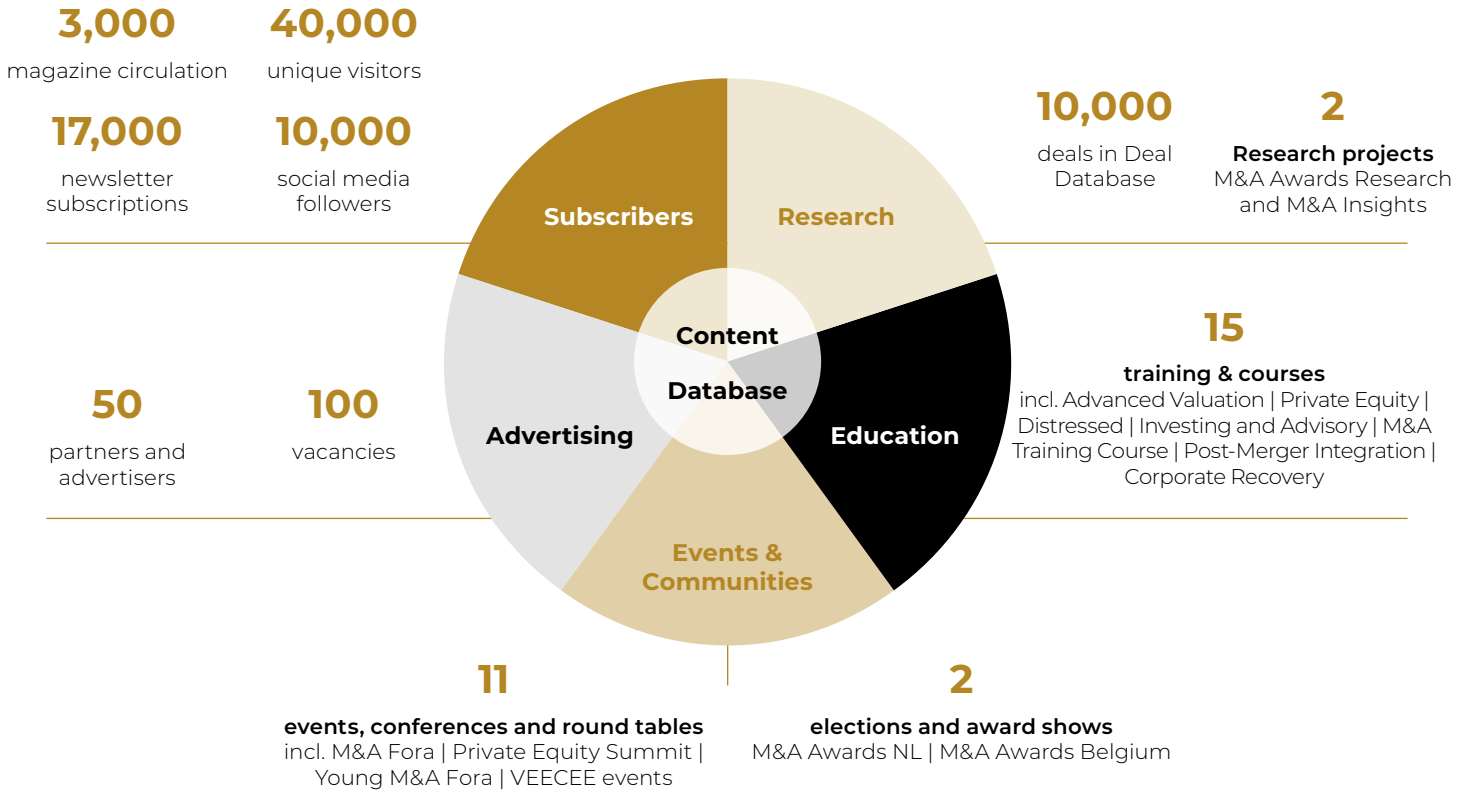 3,000
magazine circulation
40,000
unique visitors
17,000
newsletter
subscriptions
10,000
social media
followers
10,000
deals in Deal
Database
2
Research projects
M&A Awards Research
and M&A Insights
Subscribers
Research
Content
Database
Advertising
Education
Events &
Communities
50
partners and
advertisers
100
vacancies
15
training & courses
incl. Advanced Valuation | Private Equity |
Distressed | Investing and Advisory | M&A
Training Course | Post-Merger Integration |
Corporate Recovery
11
events, conferences and round tables
incl. M&A Fora | Private Equity Summit |
Young M&A Fora | VEECEE events
2
elections and award shows
M&A Awards NL | M&A Awards Belgium